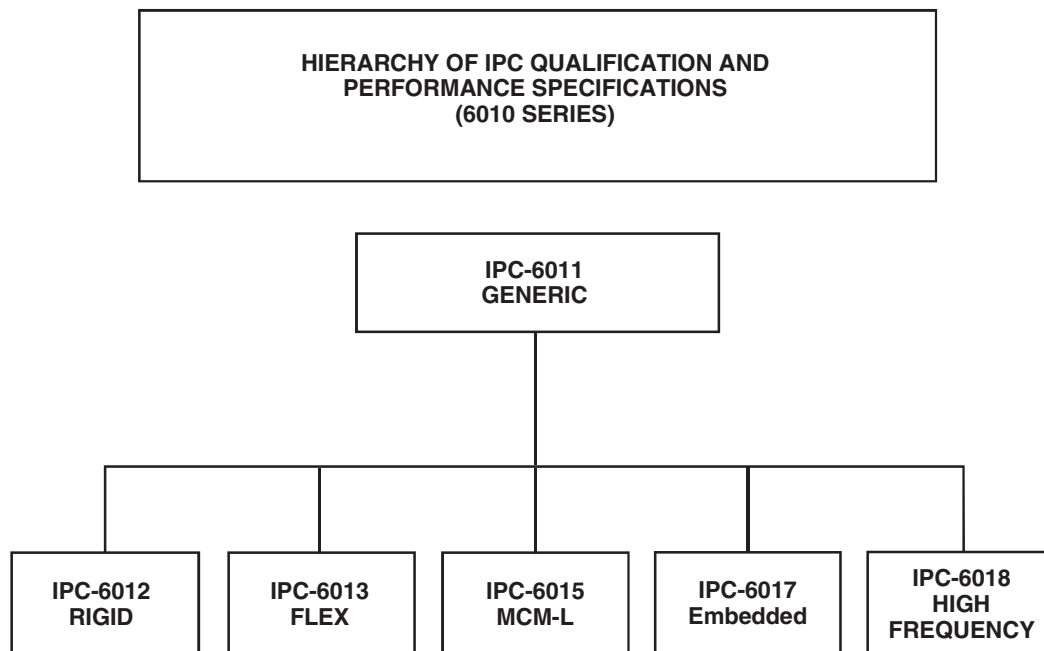 HIERARCHY OF IPC QUALIFICATION AND
PERFORMANCE SPECIFICATIONS
(6010 SERIES)
IPC-6011
GENERIC
IPC-6012
RIGID
IPC-6013
FLEX
IPC-6015
MCM-L
IPC-6017
Embedded
IPC-6018
HIGH
FREQUENCY